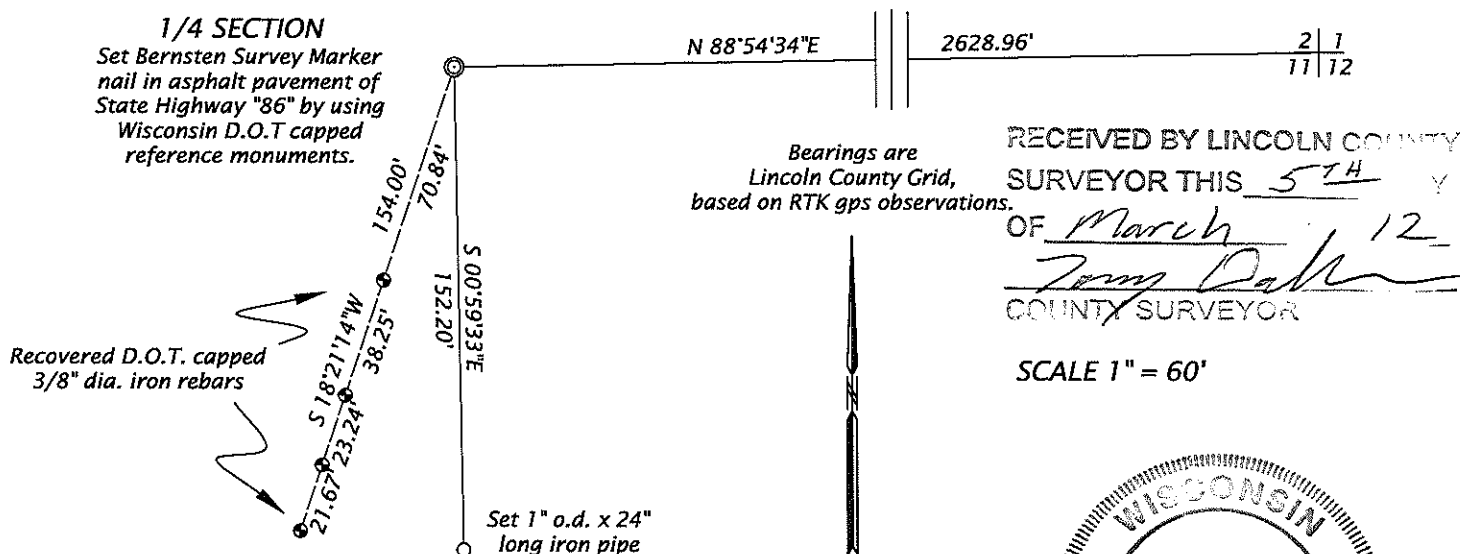 1/4 SECTION
Set Bernsten Survey Marker
nail in asphalt pavement of
State Highway "86" by using
Wisconsin D.O.T capped
reference monuments.
N 88°54'34"E
2628.96'
2 1
11 12
154.00'
70.84'
S 00°59'33"E
152.20'
S 18°21'14"W
38.25'
23.24'
21.67'
Recovered D.O.T. capped
3/8" dia. iron rebars
Set 1" o.d. x 24"
long iron pipe
Bearings are
Lincoln County Grid,
based on RTK gps observations.
N
RECEIVED BY LINCOLN COUNTY
SURVEYOR THIS 5TH Y
OF March 12
COUNTY SURVEYOR
SCALE 1" = 60'
WISCONSIN